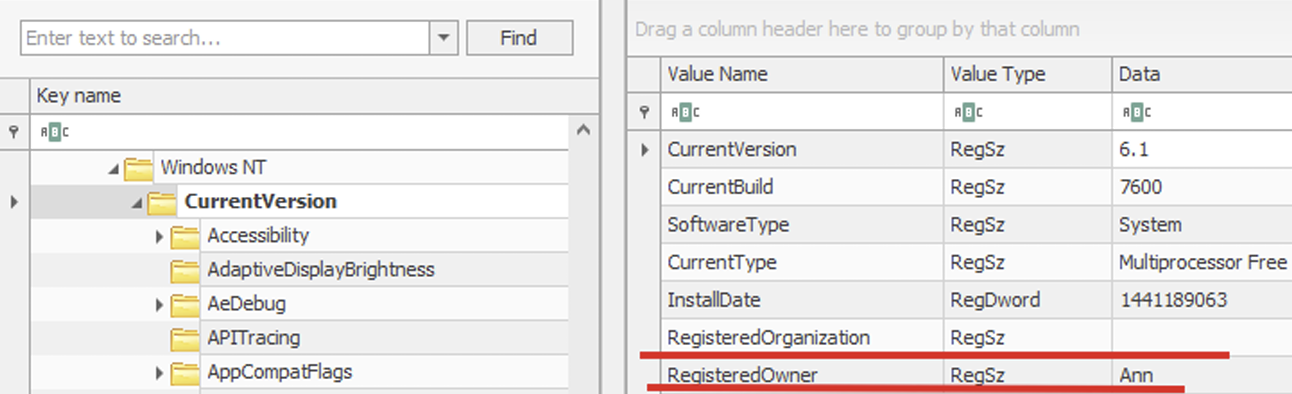 Enter text to search...
Find
Key name
ABC
Windows NT
CurrentVersion
Accessibility
AdaptiveDisplayBrightness
AeDebug
APITracing
AppCompatFlags
Drag a column header here to group by that column
Value Name Value Type Data
ABC ABC ABC
CurrentVersion RegSz 6.1
CurrentBuild RegSz 7600
SoftwareType RegSz System
CurrentType RegSz Multiprocessor Free
InstallDate RegDword 1441189063
RegisteredOrganization RegSz
RegisteredOwner RegSz Ann